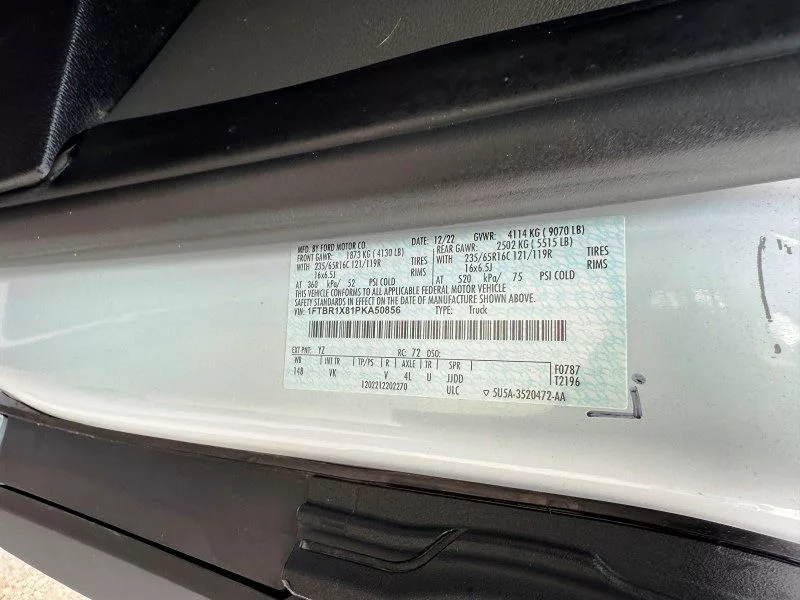 MFD. BY FORD MOTOR CO. DATE: 12/22 GVWR: 4114 KG ( 9070 LB)
FRONT GAWR: 1873 KG ( 4130 LB) REAR GAWR: 2502 KG ( 5515 LB)
WITH 235/65R16C 121/119R TIRES WITH 235/65R16C 121/119R TIRES
16x6.5J RIMS 16x6.5J RIMS
AT 360 kPa/ 52 PSI COLD AT 520 kPa/ 75 PSI COLD
THIS VEHICLE CONFORMS TO ALL APPLICABLE FEDERAL MOTOR VEHICLE
SAFETY STANDARDS IN EFFECT ON THE DATE OF MANUFACTURE SHOWN ABOVE.
VIN: 1FTBR1X81PKA50856 TYPE: Truck
EXT PNT: YZ RC: 72 DSO: F0787
WB INT TR TP/PS R AXLE TR SPR T2196
148 VK V 4L U JJDD
1202212202270 ULC ▽ 5U5A-3520472-AA